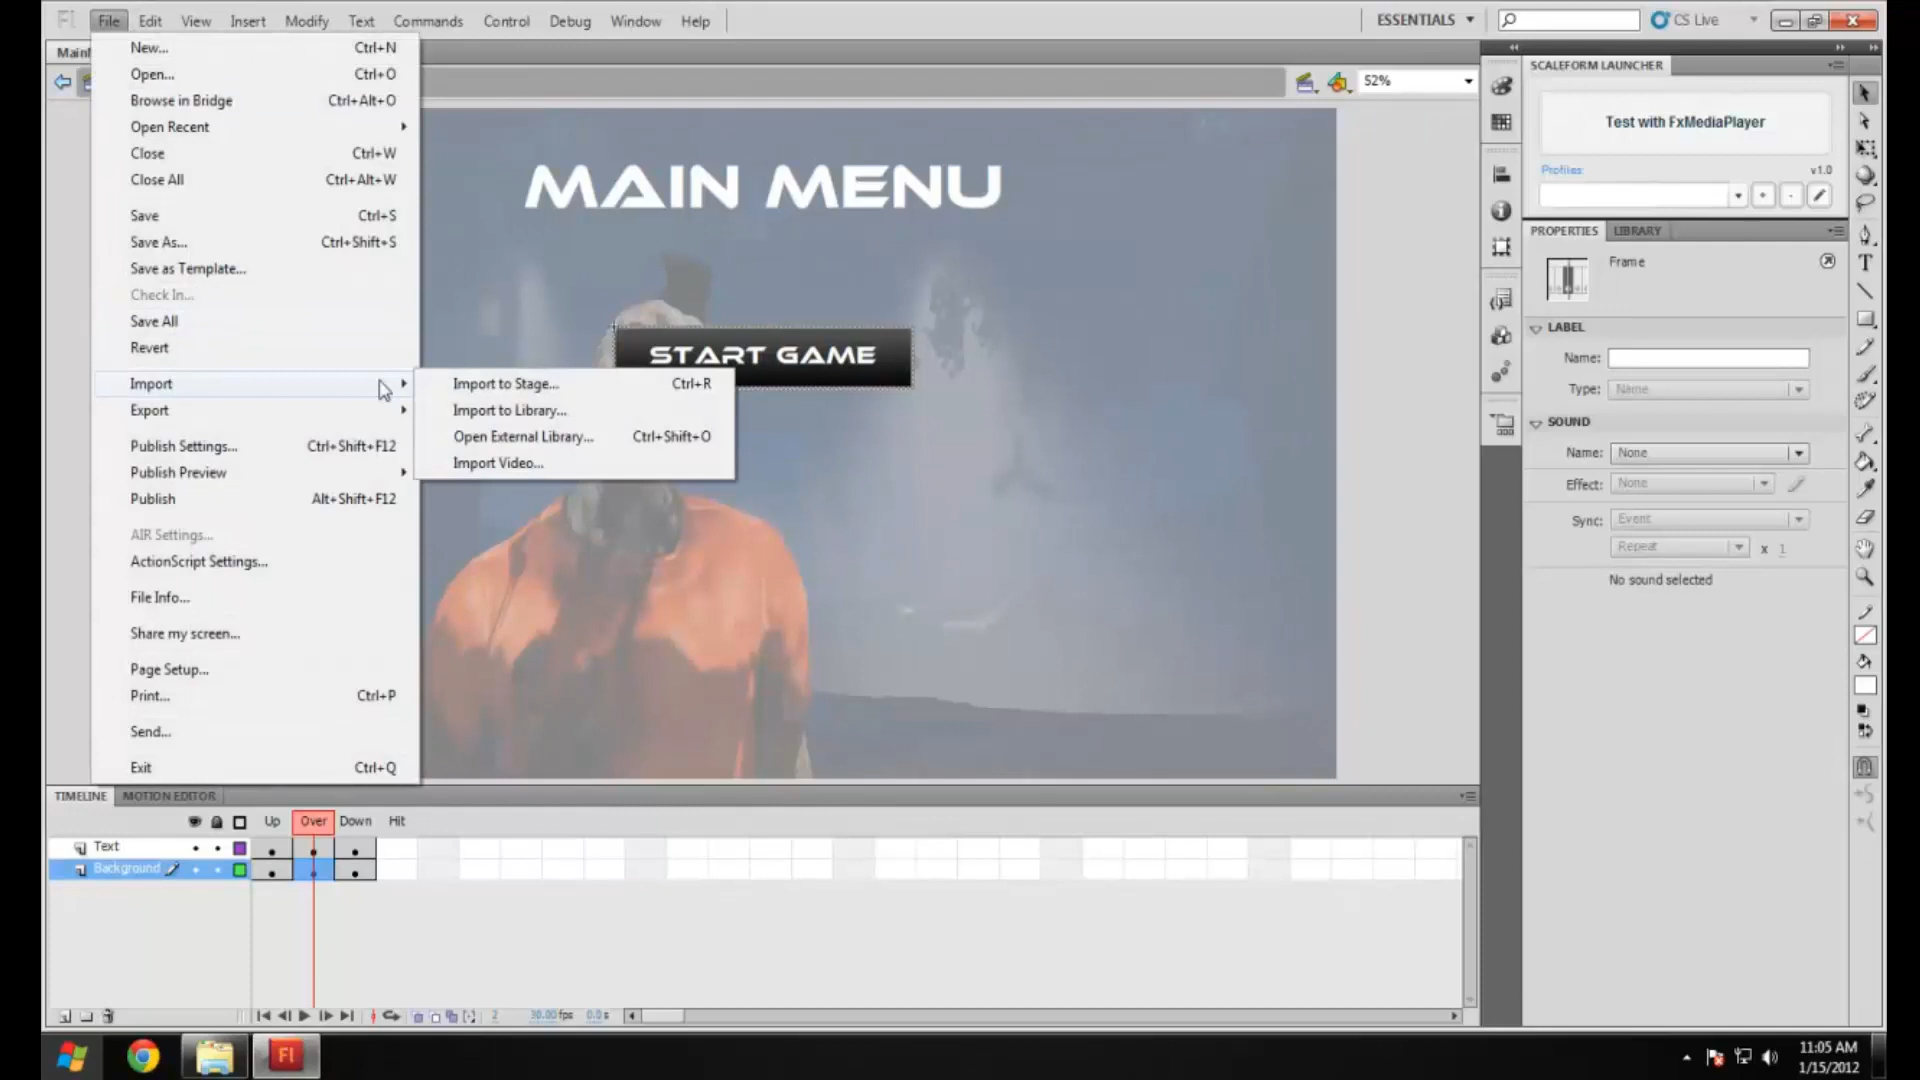 Fl File Edit View Insert Modify Text Commands Control Debug Window Help ESSENTIALS CS Live
MainM
52%
New... Ctrl+N
Open... Ctrl+O
Browse in Bridge Ctrl+Alt+O
Open Recent
Close Ctrl+W
Close All Ctrl+Alt+W
Save Ctrl+S
Save As... Ctrl+Shift+S
Save as Template...
Check In...
Save All
Revert
Import
Export
Publish Settings... Ctrl+Shift+F12
Publish Preview
Publish Alt+Shift+F12
AIR Settings...
ActionScript Settings...
File Info...
Share my screen...
Page Setup...
Print... Ctrl+P
Send...
Exit Ctrl+Q
Import to Stage... Ctrl+R
Import to Library...
Open External Library... Ctrl+Shift+O
Import Video...
MAIN MENU
START GAME
SCALEFORM LAUNCHER
Test with FxMediaPlayer
Profiles: v1.0
+ -
PROPERTIES LIBRARY
Frame
LABEL
Name:
Type: Name
SOUND
Name: None
Effect: None
Sync: Event
Repeat x 1
No sound selected
TIMELINE MOTION EDITOR
Up Over Down Hit
Text
Background
2 30.00 fps 0.0 s
Fl
11:05 AM
1/15/2012